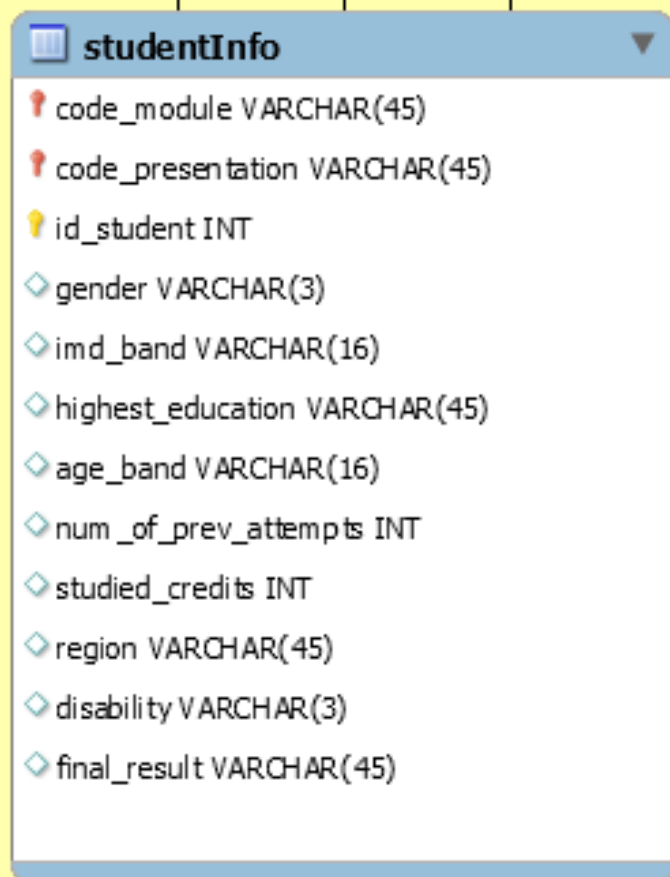 studentInfo
code_module VARCHAR(45)
code_presentation VARCHAR(45)
id_student INT
gender VARCHAR(3)
imd_band VARCHAR(16)
highest_education VARCHAR(45)
age_band VARCHAR(16)
num_of_prev_attempts INT
studied_credits INT
region VARCHAR(45)
disability VARCHAR(3)
final_result VARCHAR(45)